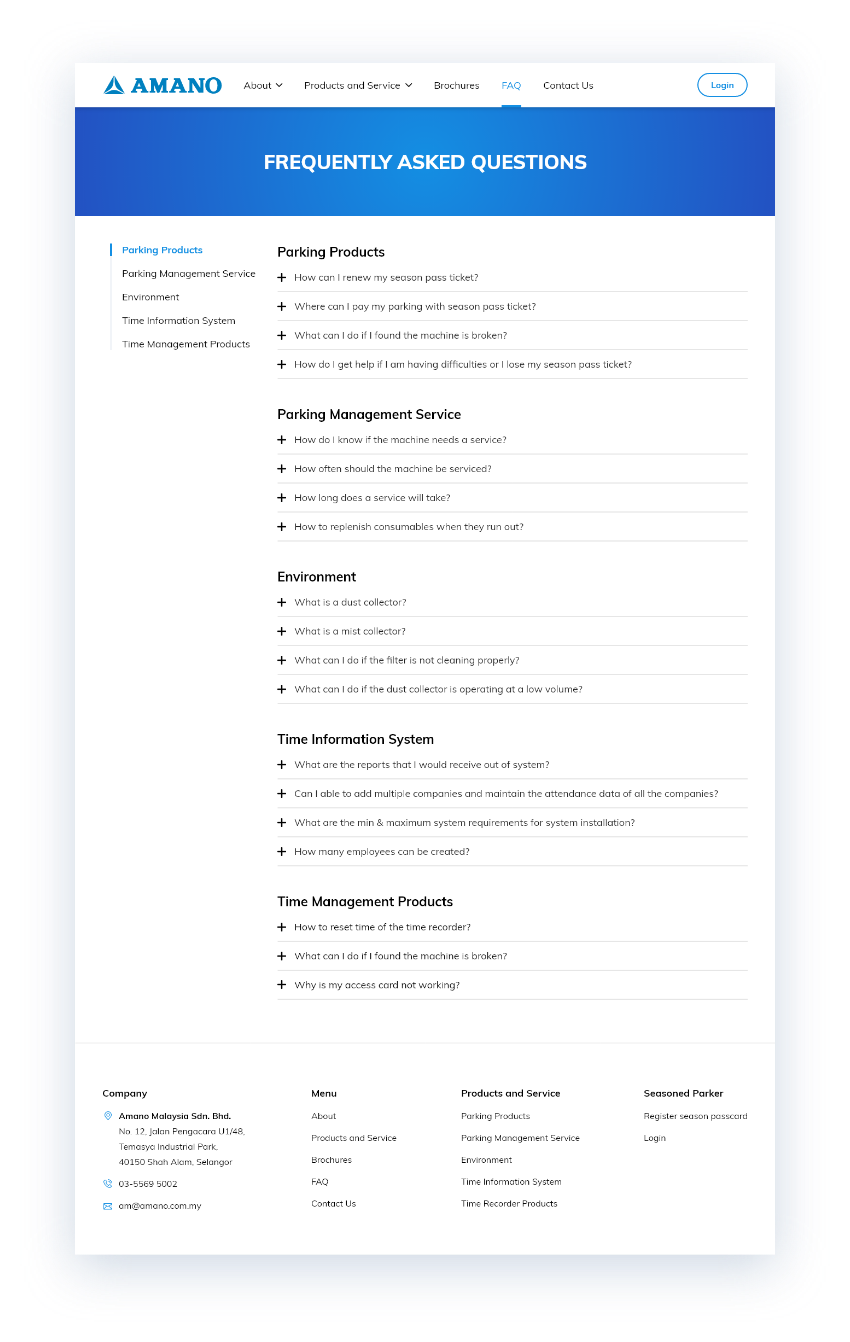 AMANO
About
Products and Service
Brochures
FAQ
Contact Us
Login
FREQUENTLY ASKED QUESTIONS
Parking Products
Parking Management Service
Environment
Time Information System
Time Management Products
Parking Products
How can I renew my season pass ticket?
Where can I pay my parking with season pass ticket?
What can I do if I found the machine is broken?
How do I get help if I am having difficulties or I lose my season pass ticket?
Parking Management Service
How do I know if the machine needs a service?
How often should the machine be serviced?
How long does a service will take?
How to replenish consumables when they run out?
Environment
What is a dust collector?
What is a mist collector?
What can I do if the filter is not cleaning properly?
What can I do if the dust collector is operating at a low volume?
Time Information System
What are the reports that I would receive out of system?
Can I able to add multiple companies and maintain the attendance data of all the companies?
What are the min & maximum system requirements for system installation?
How many employees can be created?
Time Management Products
How to reset time of the time recorder?
What can I do if I found the machine is broken?
Why is my access card not working?
Company
Amano Malaysia Sdn. Bhd.
No. 12, Jalan Pengacara U1/48,
Temasya Industrial Park,
40150 Shah Alam, Selangor
03-5569 5002
am@amano.com.my
Menu
About
Products and Service
Brochures
FAQ
Contact Us
Products and Service
Parking Products
Parking Management Service
Environment
Time Information System
Time Recorder Products
Seasoned Parker
Register season passcard
Login